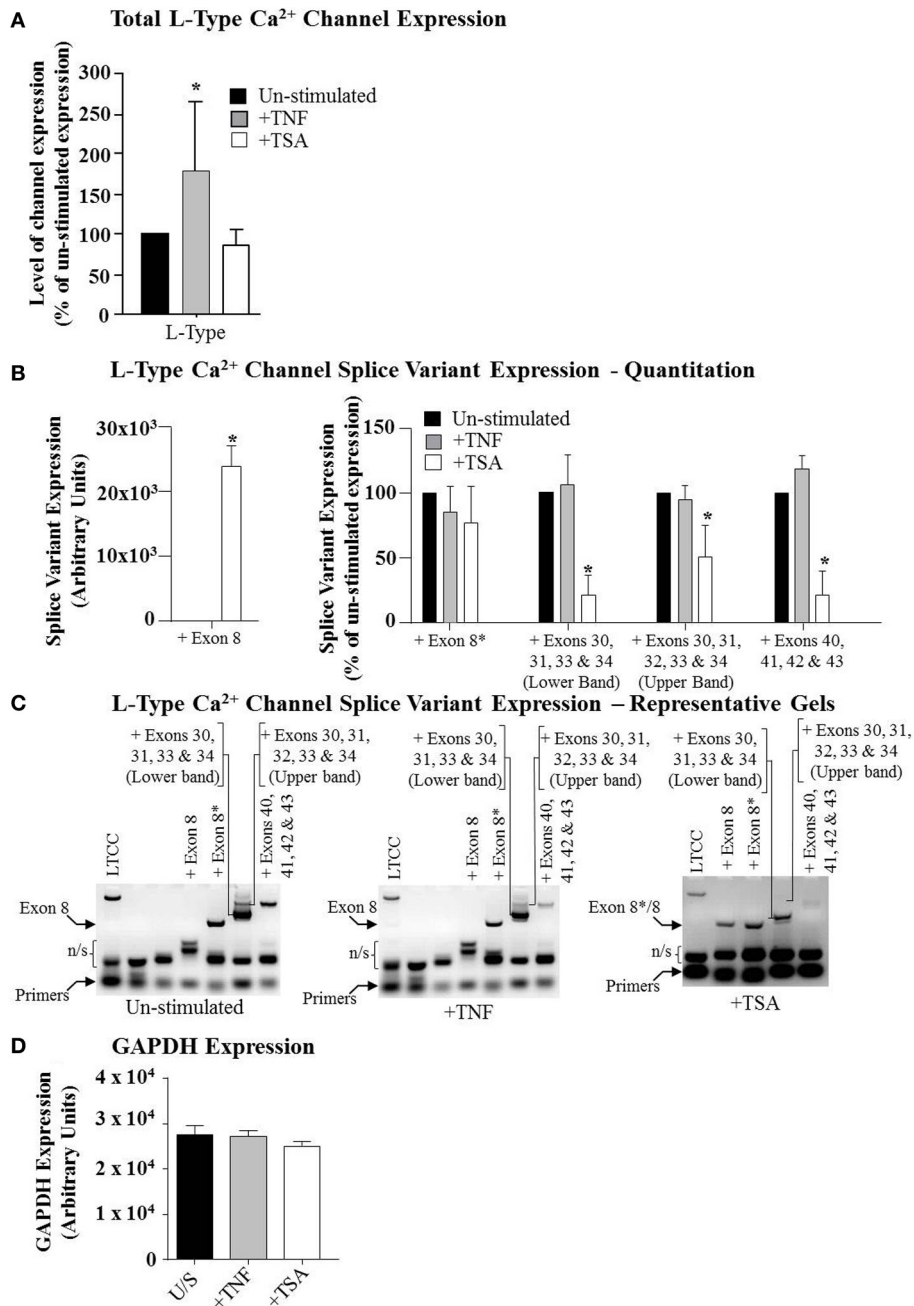 A
Total L-Type Ca²⁺ Channel Expression
Level of channel expression
(% of un-stimulated expression)
300
250
200
150
100
50
0
*
Un-stimulated
+TNF
+TSA
L-Type
B
L-Type Ca²⁺ Channel Splice Variant Expression - Quantitation
Splice Variant Expression
(Arbitrary Units)
30x10³
20x10³
10x10³
0
*
+ Exon 8
Splice Variant Expression
(% of un-stimulated expression)
150
100
50
0
Un-stimulated
+TNF
+TSA
*
*
*
+ Exon 8*
+ Exons 30,
31, 33 & 34
(Lower Band)
+ Exons 30, 31,
32, 33 & 34
(Upper Band)
+ Exons 40,
41, 42 & 43
C
L-Type Ca²⁺ Channel Splice Variant Expression – Representative Gels
+ Exons 30,
31, 33 & 34
(Lower band)
+ Exons 30, 31,
32, 33 & 34
(Upper band)
LTCC
+ Exon 8
+ Exon 8*
+ Exons 40,
41, 42 & 43
Exon 8
n/s
Primers
Un-stimulated
+ Exons 30,
31, 33 & 34
(Lower band)
+ Exons 30, 31,
32, 33 & 34
(Upper band)
LTCC
+ Exon 8
+ Exon 8*
+ Exons 40,
41, 42 & 43
Exon 8
n/s
Primers
+TNF
+ Exons 30,
31, 33 & 34
(Lower band)
+ Exons 30, 31,
32, 33 & 34
(Upper band)
LTCC
+ Exon 8
+ Exon 8*
+ Exons 40,
41, 42 & 43
Exon 8*/8
n/s
Primers
+TSA
D
GAPDH Expression
GAPDH Expression
(Arbitrary Units)
4 x 10⁴
3 x 10⁴
2 x 10⁴
1 x 10⁴
0
U/S
+TNF
+TSA